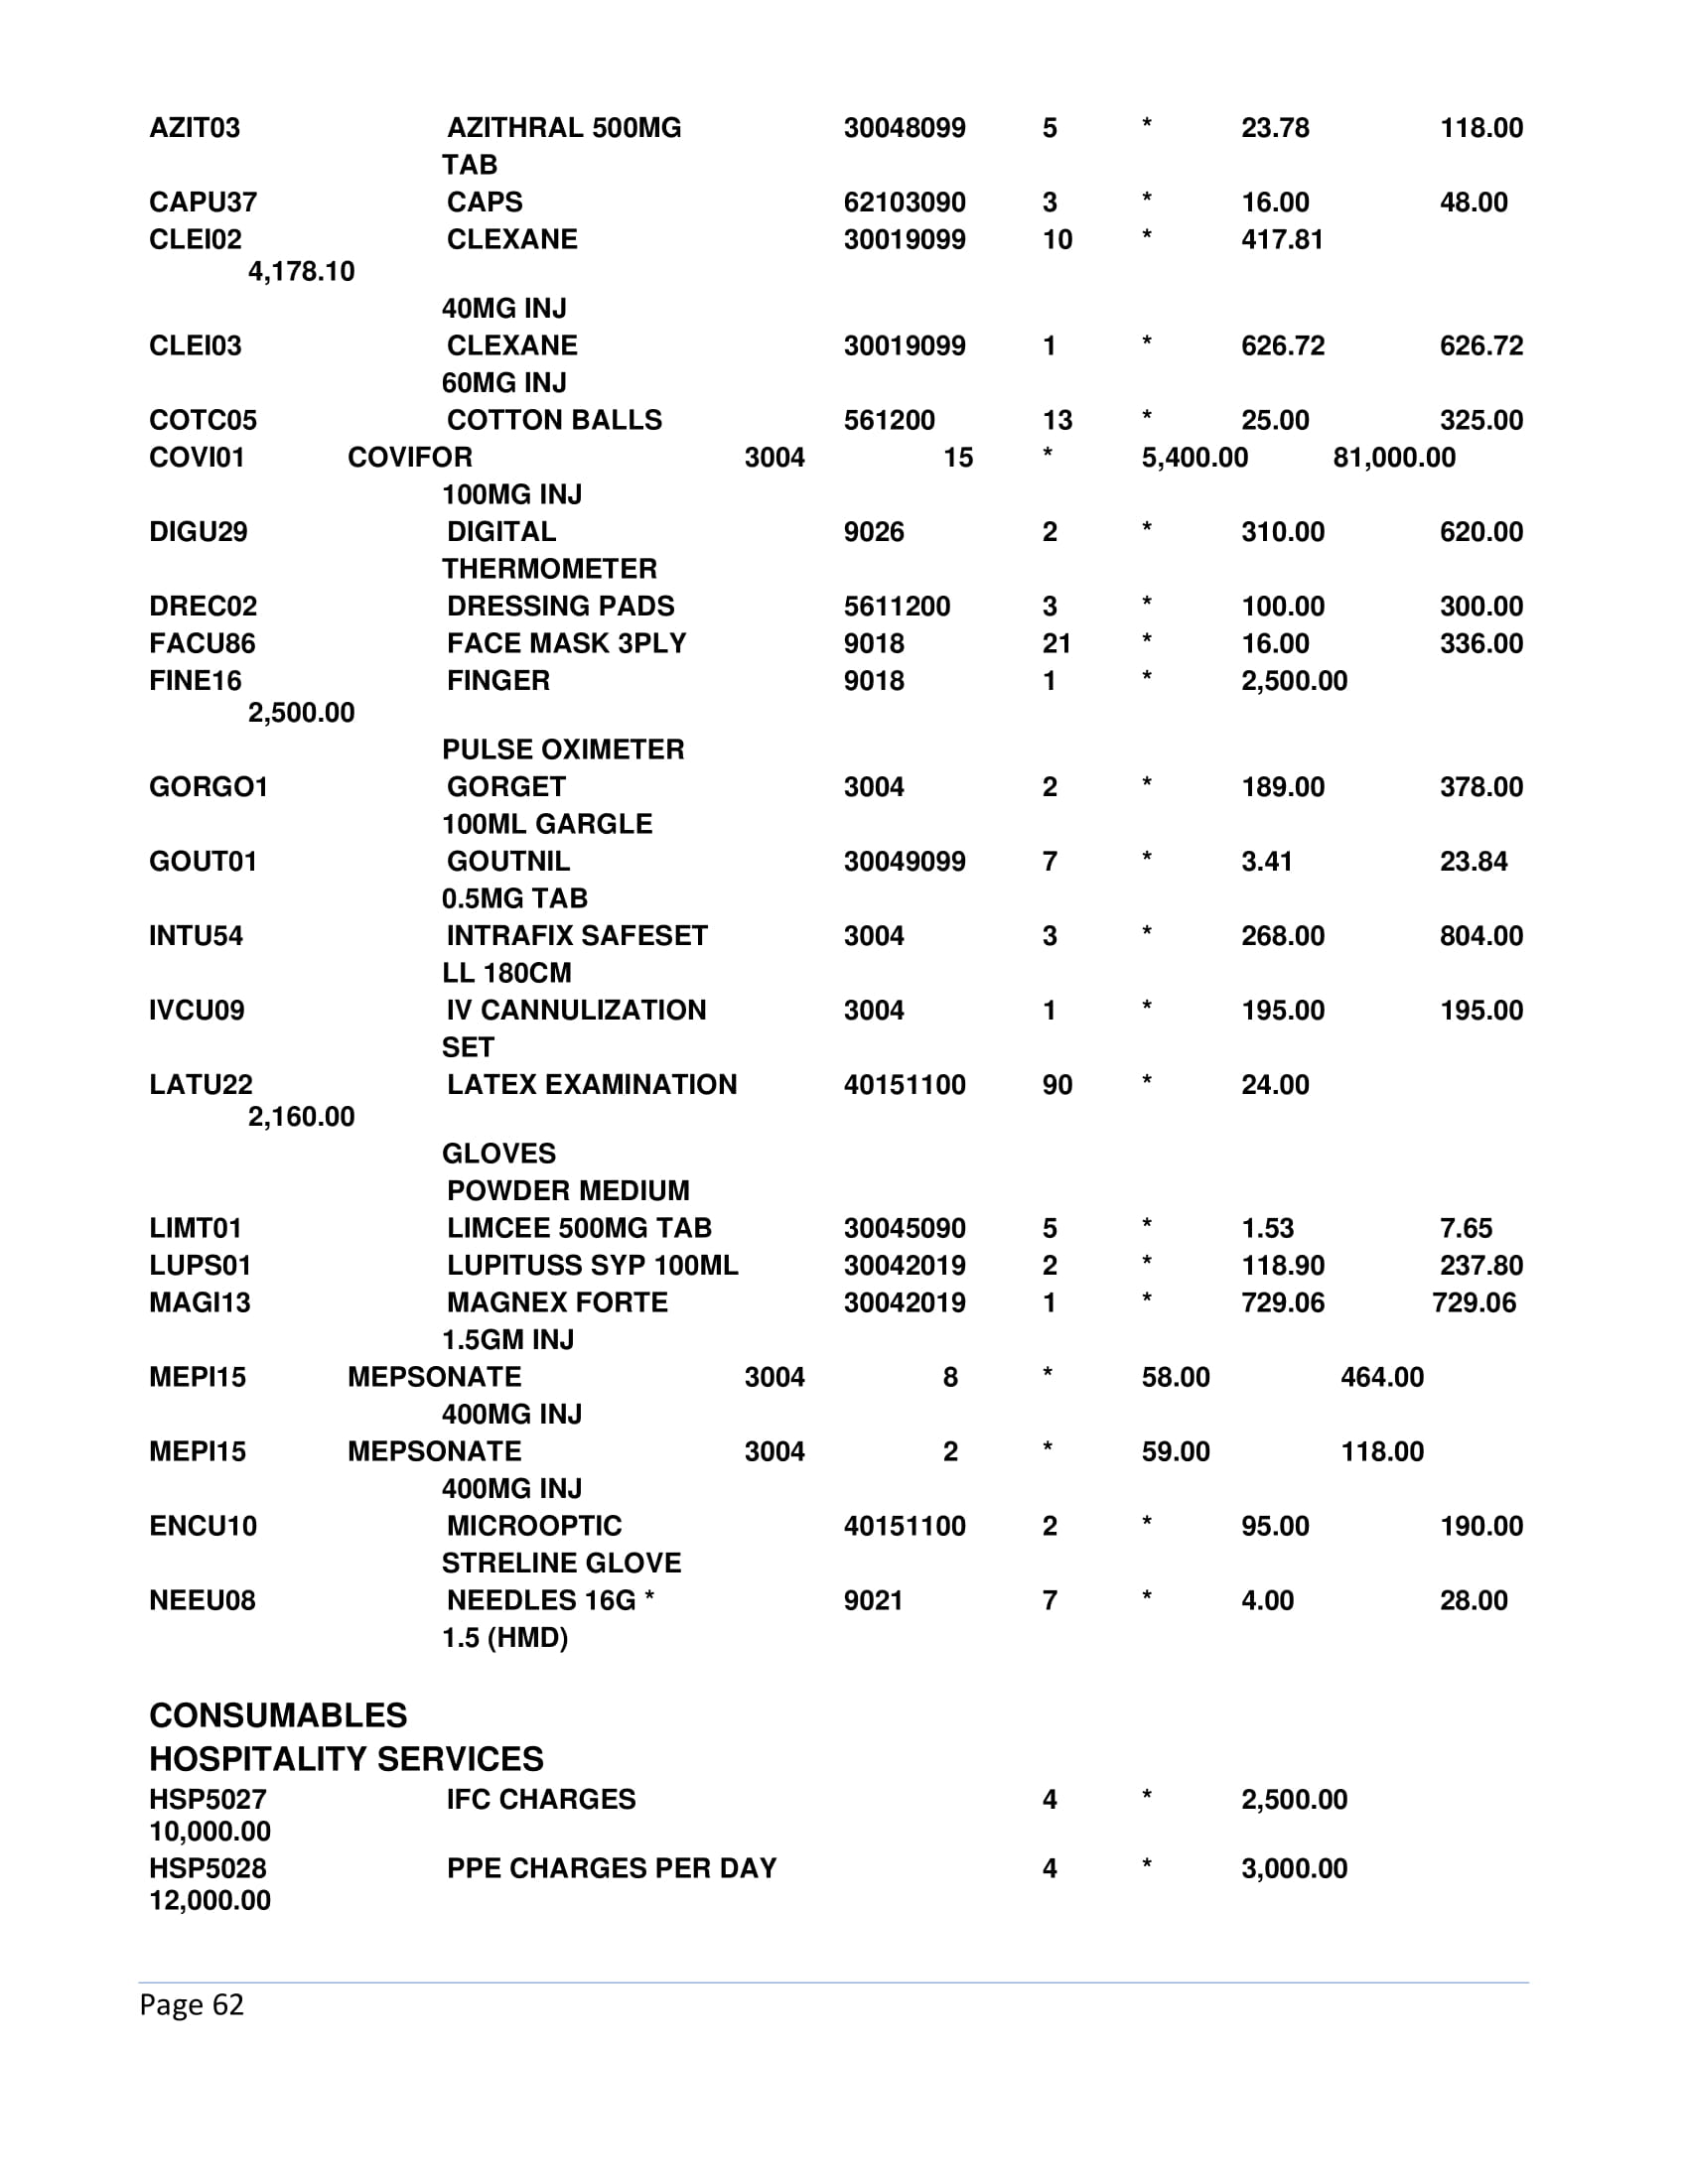 AZIT03 AZITHRAL 500MG 30048099 5 * 23.78 118.00
TAB
CAPU37 CAPS 62103090 3 * 16.00 48.00
CLEI02 CLEXANE 30019099 10 * 417.81
4,178.10
40MG INJ
CLEI03 CLEXANE 30019099 1 * 626.72 626.72
60MG INJ
COTC05 COTTON BALLS 561200 13 * 25.00 325.00
COVI01 COVIFOR 3004 15 * 5,400.00 81,000.00
100MG INJ
DIGU29 DIGITAL 9026 2 * 310.00 620.00
THERMOMETER
DREC02 DRESSING PADS 5611200 3 * 100.00 300.00
FACU86 FACE MASK 3PLY 9018 21 * 16.00 336.00
FINE16 FINGER 9018 1 * 2,500.00
2,500.00
PULSE OXIMETER
GORGO1 GORGET 3004 2 * 189.00 378.00
100ML GARGLE
GOUT01 GOUTNIL 30049099 7 * 3.41 23.84
0.5MG TAB
INTU54 INTRAFIX SAFESET 3004 3 * 268.00 804.00
LL 180CM
IVCU09 IV CANNULIZATION 3004 1 * 195.00 195.00
SET
LATU22 LATEX EXAMINATION 40151100 90 * 24.00
2,160.00
GLOVES
POWDER MEDIUM
LIMT01 LIMCEE 500MG TAB 30045090 5 * 1.53 7.65
LUPS01 LUPITUSS SYP 100ML 30042019 2 * 118.90 237.80
MAGI13 MAGNEX FORTE 30042019 1 * 729.06 729.06
1.5GM INJ
MEPI15 MEPSONATE 3004 8 * 58.00 464.00
400MG INJ
MEPI15 MEPSONATE 3004 2 * 59.00 118.00
400MG INJ
ENCU10 MICROOPTIC 40151100 2 * 95.00 190.00
STRELINE GLOVE
NEEU08 NEEDLES 16G * 9021 7 * 4.00 28.00
1.5 (HMD)
CONSUMABLES
HOSPITALITY SERVICES
HSP5027 IFC CHARGES 4 * 2,500.00
10,000.00
HSP5028 PPE CHARGES PER DAY 4 * 3,000.00
12,000.00
Page 62